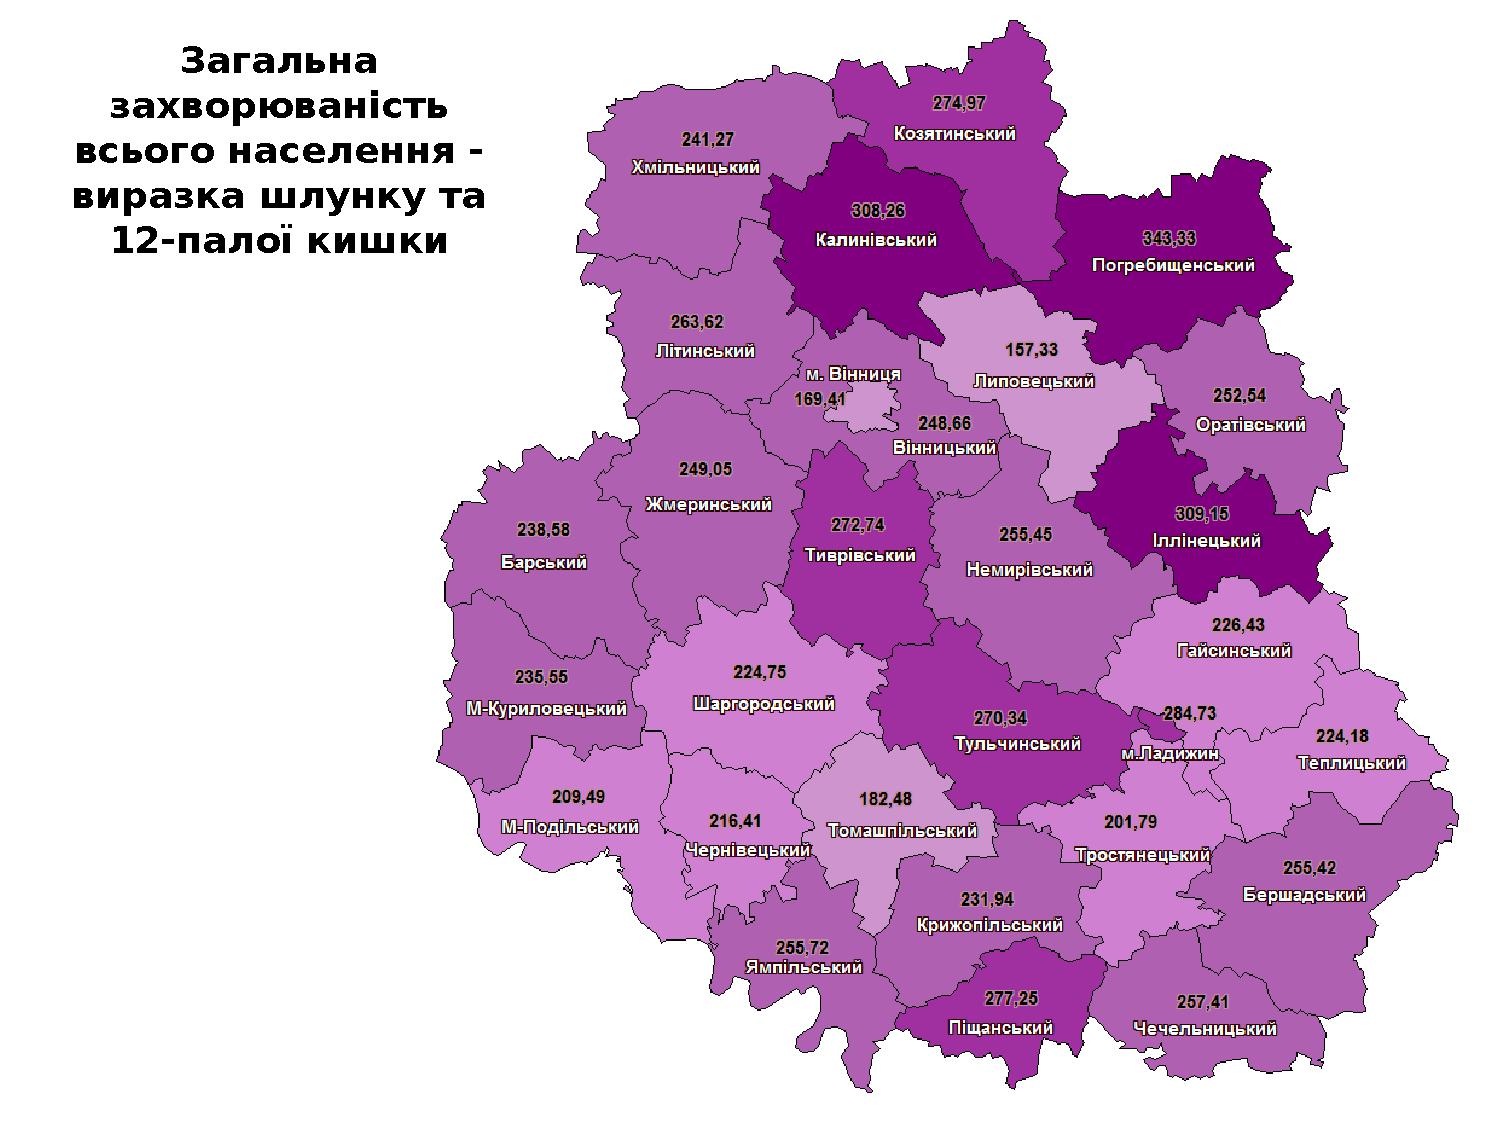 Загальна
захворюваність
всього населення -
виразка шлунку та
12-палої кишки
274,97
Козятинський
241,27
Хмільницький
308,26
Калинівський
343,33
Погребищенський
263,62
Літинський
157,33
Липовецький
м. Вінниця
169,41
252,54
Оратівський
248,66
Вінницький
249,05
Жмеринський
309,15
Іллінецький
238,58
Барський
272,74
Тиврівський
255,45
Немирівський
226,43
Гайсинський
235,55
М-Куриловецький
224,75
Шаргородський
270,34
Тульчинський
284,73
м.Ладижин
224,18
Теплицький
209,49
М-Подільський
216,41
Чернівецький
182,48
Томашпільський
201,79
Тростянецький
255,42
Бершадський
231,94
Крижопільський
255,72
Ямпільський
277,25
Піщанський
257,41
Чечельницький